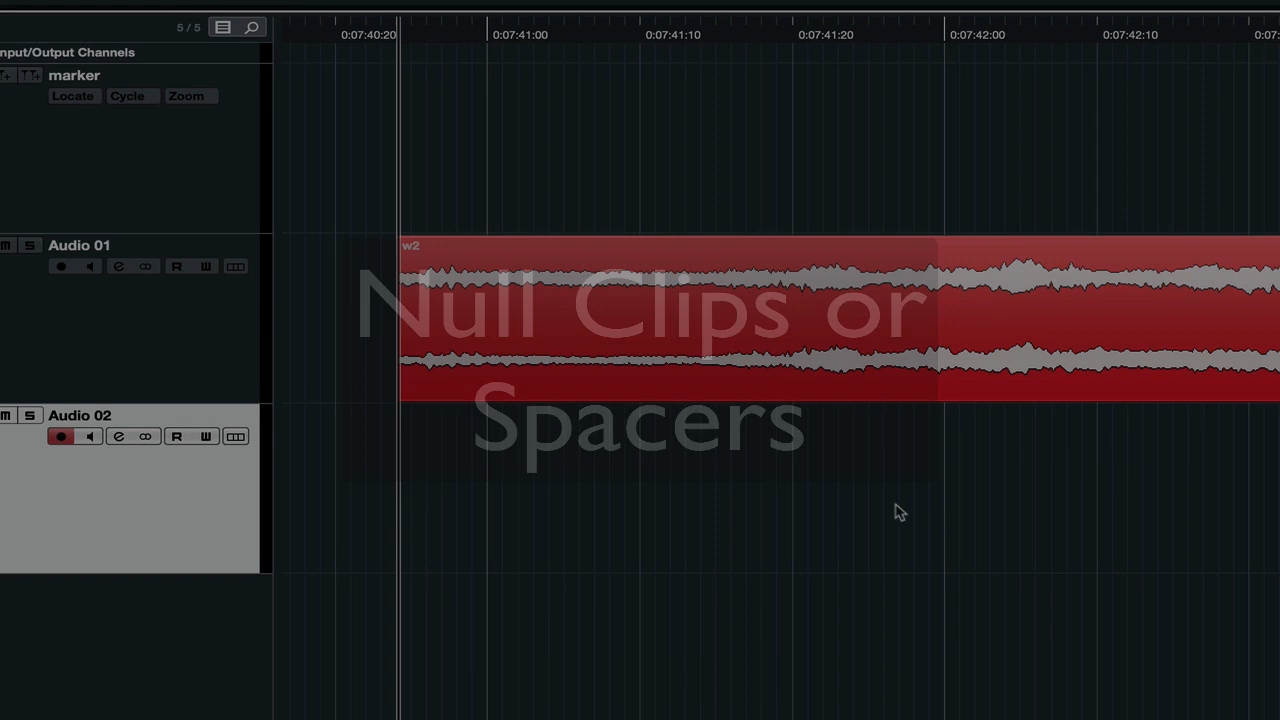 5 / 5
0:07:40:20 0:07:41:00 0:07:41:10 0:07:41:20 0:07:42:00 0:07:42:10 0:07:
nput/Output Channels
marker
Locate Cycle Zoom
m S Audio 01
R W
w2
Null Clips or
Spacers
m S Audio 02
R W